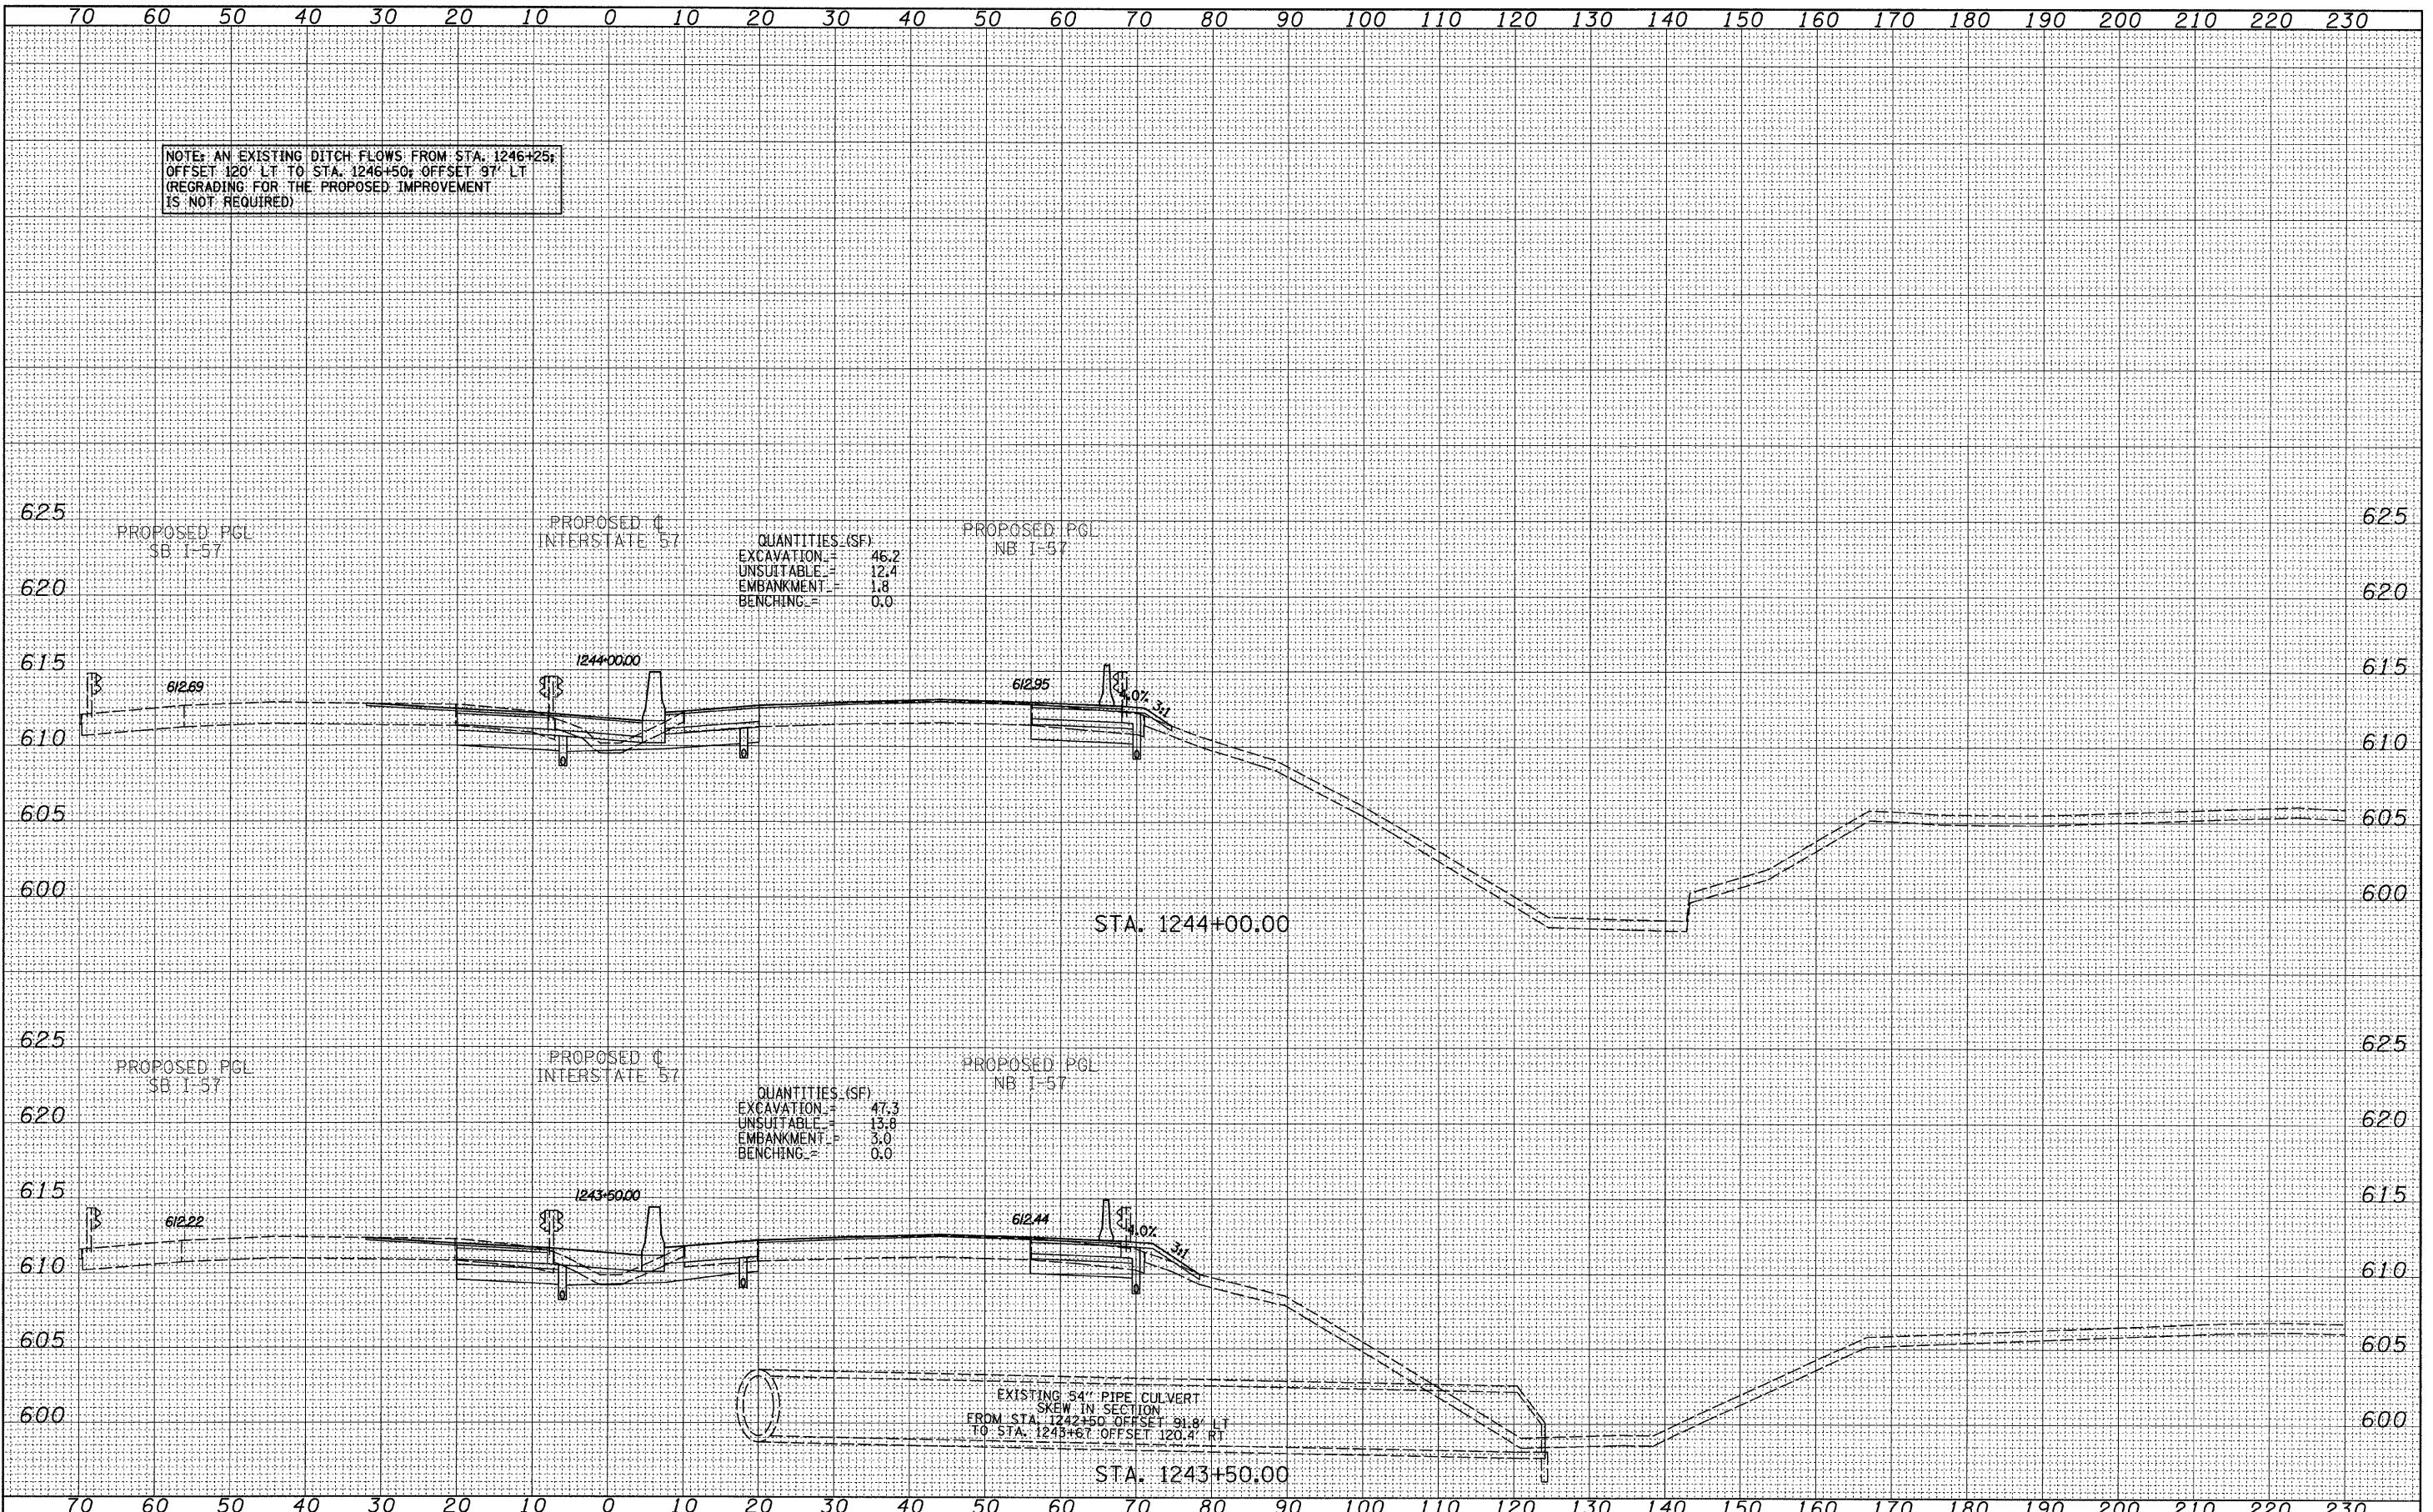 70 60 50 40 30 20 10 0 10 20 30 40 50 60 70 80 90 100 110 120 130 140 150 160 170 180 190 200 210 220 230
NOTE: AN EXISTING DITCH FLOWS FROM STA. 1246+25;
OFFSET 120' LT TO STA. 1246+50; OFFSET 97' LT
(REGRADING FOR THE PROPOSED IMPROVEMENT
IS NOT REQUIRED)
625 625
PROPOSED PGL
SB I-57
PROPOSED ℄
INTERSTATE 57
PROPOSED PGL
NB I-57
QUANTITIES_(SF)
EXCAVATION_= 46.2
UNSUITABLE_= 12.4
EMBANKMENT_= 1.8
BENCHING_= 0.0
620 620
615 615
612.69
1244+00.00
612.95
4.0%
3:1
610 610
605 605
600 600
STA. 1244+00.00
625 625
PROPOSED PGL
SB I-57
PROPOSED ℄
INTERSTATE 57
PROPOSED PGL
NB I-57
QUANTITIES_(SF)
EXCAVATION_= 47.3
UNSUITABLE_= 13.8
EMBANKMENT_= 3.0
BENCHING_= 0.0
620 620
615 615
612.22
1243+50.00
612.44
4.0%
3:1
610 610
605 605
EXISTING 54" PIPE CULVERT
SKEW IN SECTION
FROM STA. 1242+50 OFFSET 91.8' LT
TO STA. 1243+67 OFFSET 120.4' RT
600 600
STA. 1243+50.00
70 60 50 40 30 20 10 0 10 20 30 40 50 60 70 80 90 100 110 120 130 140 150 160 170 180 190 200 210 220 230